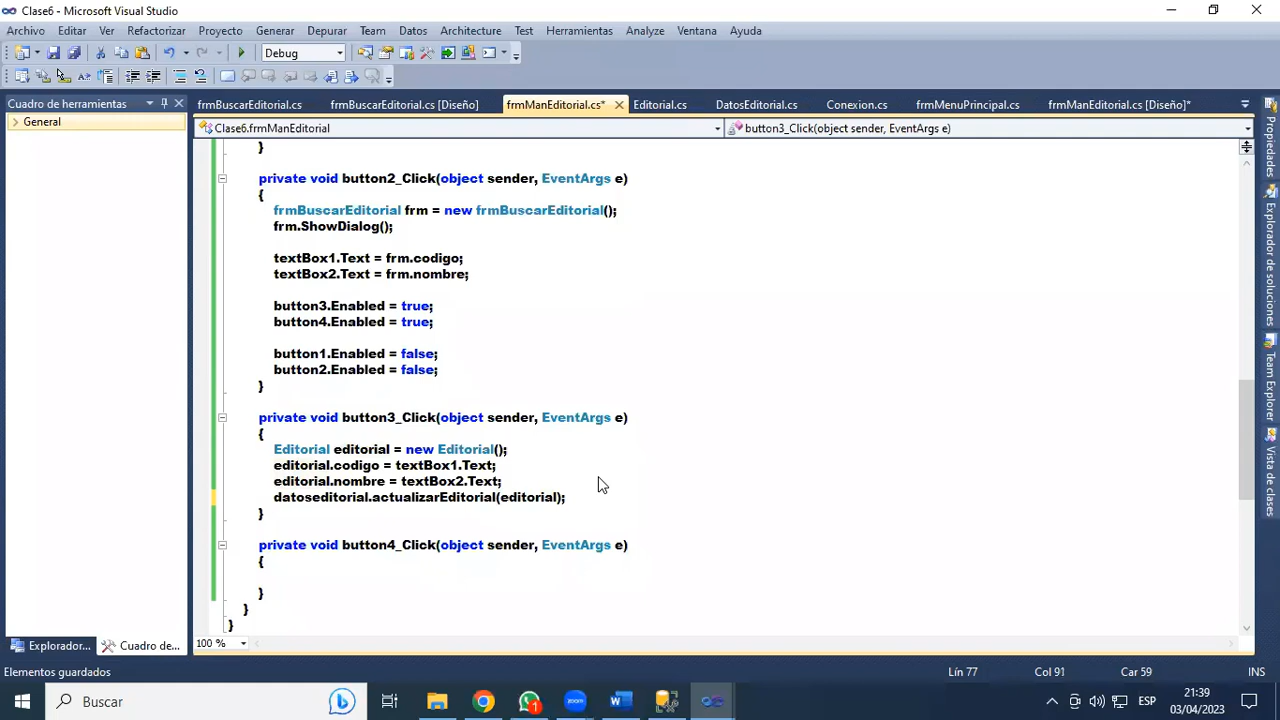 Clase6 - Microsoft Visual Studio
Archivo Editar Ver Refactorizar Proyecto Generar Depurar Team Datos Architecture Test Herramientas Analyze Ventana Ayuda
Debug
Cuadro de herramientas
General
frmBuscarEditorial.cs frmBuscarEditorial.cs [Diseño] frmManEditorial.cs* Editorial.cs DatosEditorial.cs Conexion.cs frmMenuPrincipal.cs frmManEditorial.cs [Diseño]*
Clase6.frmManEditorial button3_Click(object sender, EventArgs e)
}
private void button2_Click(object sender, EventArgs e)
{
frmBuscarEditorial frm = new frmBuscarEditorial();
frm.ShowDialog();
textBox1.Text = frm.codigo;
textBox2.Text = frm.nombre;
button3.Enabled = true;
button4.Enabled = true;
button1.Enabled = false;
button2.Enabled = false;
}
private void button3_Click(object sender, EventArgs e)
{
Editorial editorial = new Editorial();
editorial.codigo = textBox1.Text;
editorial.nombre = textBox2.Text;
datoseditorial.actualizarEditorial(editorial);
}
private void button4_Click(object sender, EventArgs e)
{
}
}
}
100 %
Propiedades
Explorador de soluciones
Team Explorer
Vista de clases
Explorador... Cuadro de...
Elementos guardados Lín 77 Col 91 Car 59 INS
Buscar
1
zoom
ESP
21:39
03/04/2023